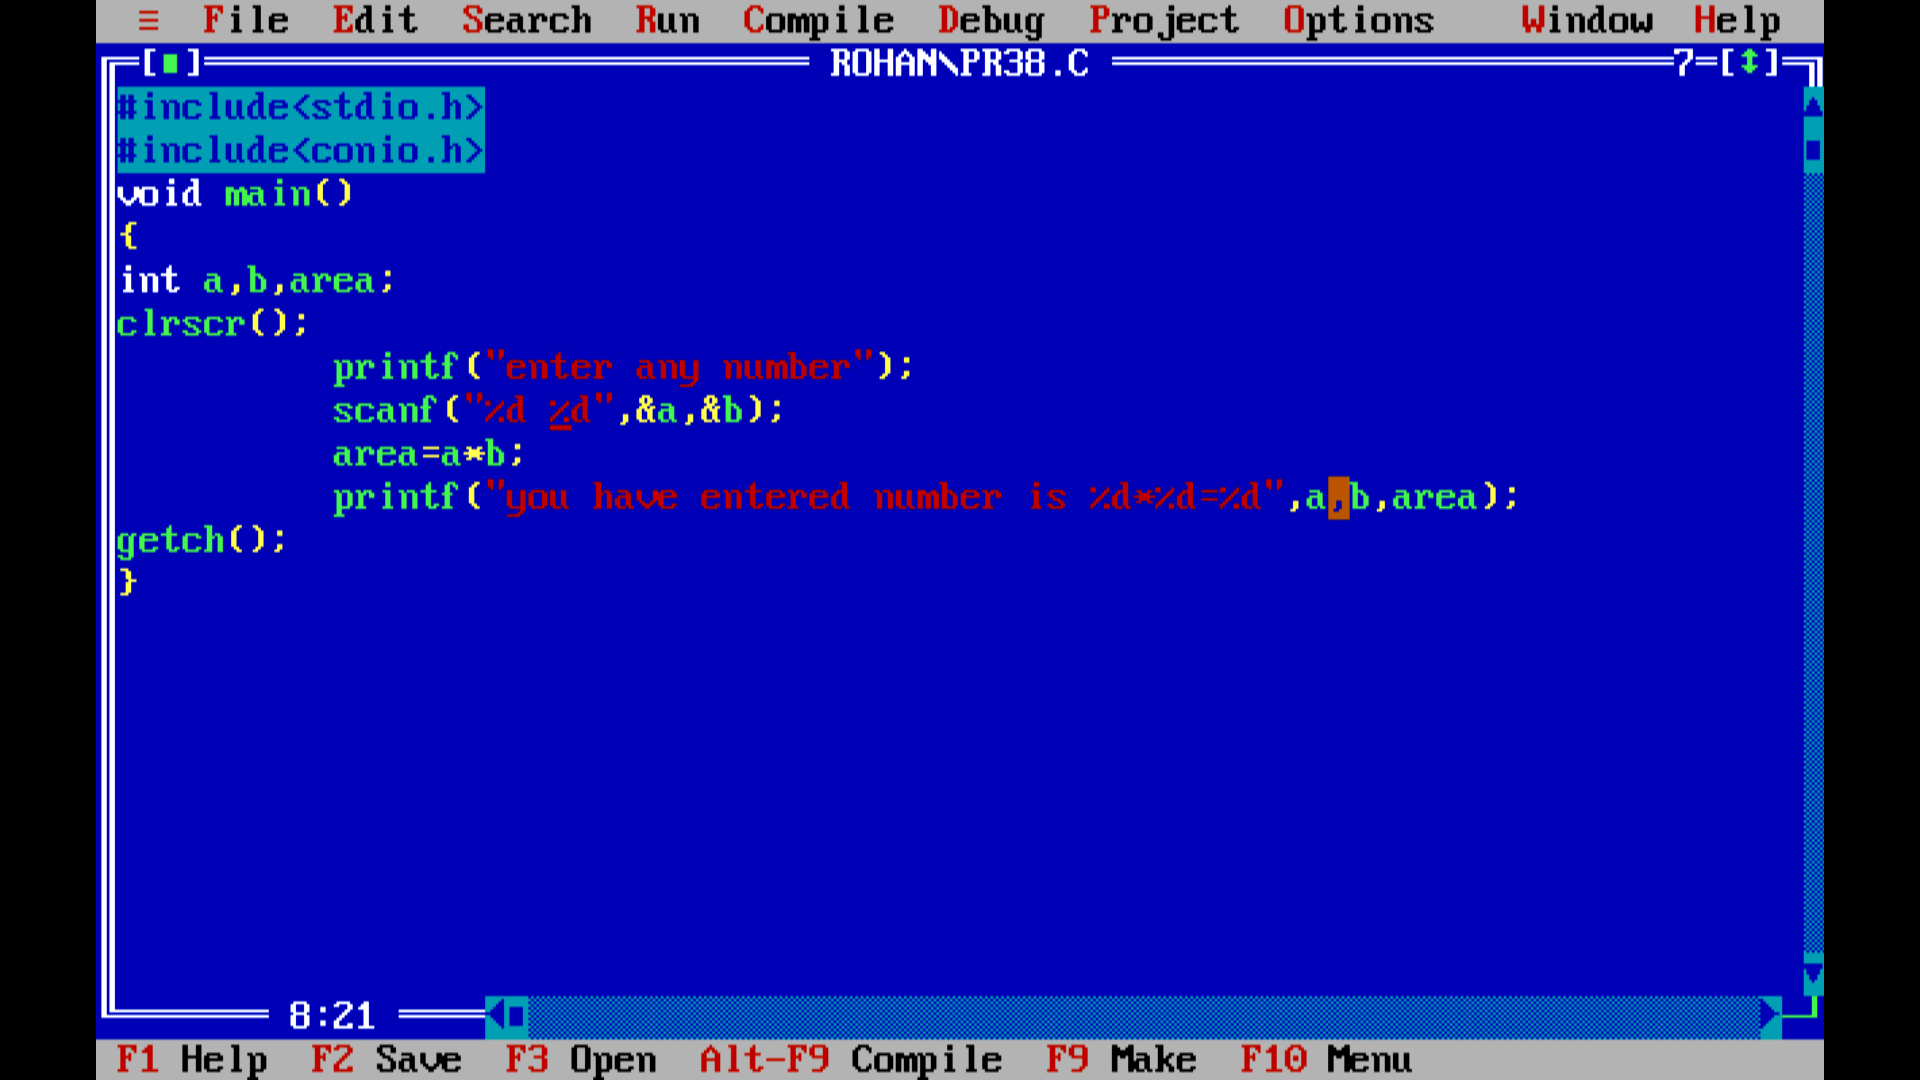 ≡ File Edit Search Run Compile Debug Project Options Window Help
[■] ROHAN\PR38.C 7=[↕]
#include<stdio.h>
#include<conio.h>
void main()
{
int a,b,area;
clrscr();
printf("enter any number");
scanf("%d %d",&a,&b);
area=a*b;
printf("you have entered number is %d*%d=%d",a,b,area);
getch();
}
8:21
F1 Help F2 Save F3 Open Alt-F9 Compile F9 Make F10 Menu